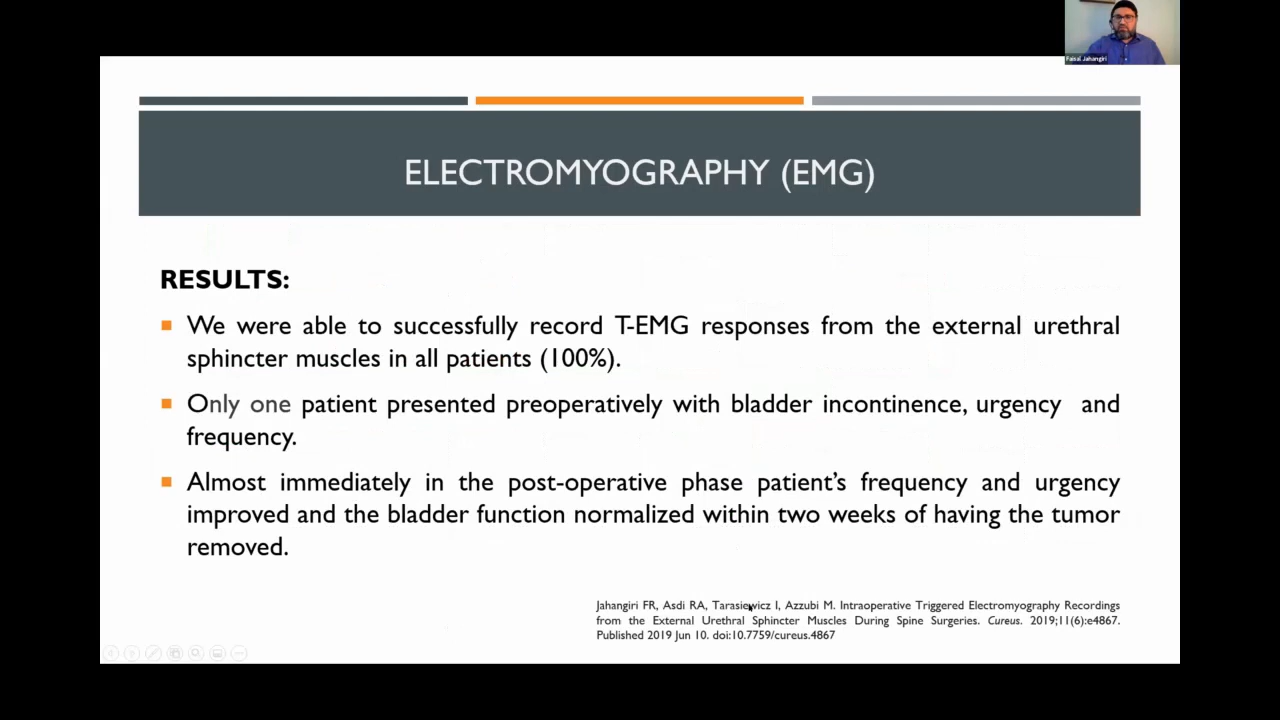 Faisal Jahangiri
ELECTROMYOGRAPHY (EMG)
RESULTS:
We were able to successfully record T-EMG responses from the external urethral
sphincter muscles in all patients (100%).
Only one patient presented preoperatively with bladder incontinence, urgency and
frequency.
Almost immediately in the post-operative phase patient’s frequency and urgency
improved and the bladder function normalized within two weeks of having the tumor
removed.
Jahangiri FR, Asdi RA, Tarasiewicz I, Azzubi M. Intraoperative Triggered Electromyography Recordings
from the External Urethral Sphincter Muscles During Spine Surgeries. Cureus. 2019;11(6):e4867.
Published 2019 Jun 10. doi:10.7759/cureus.4867